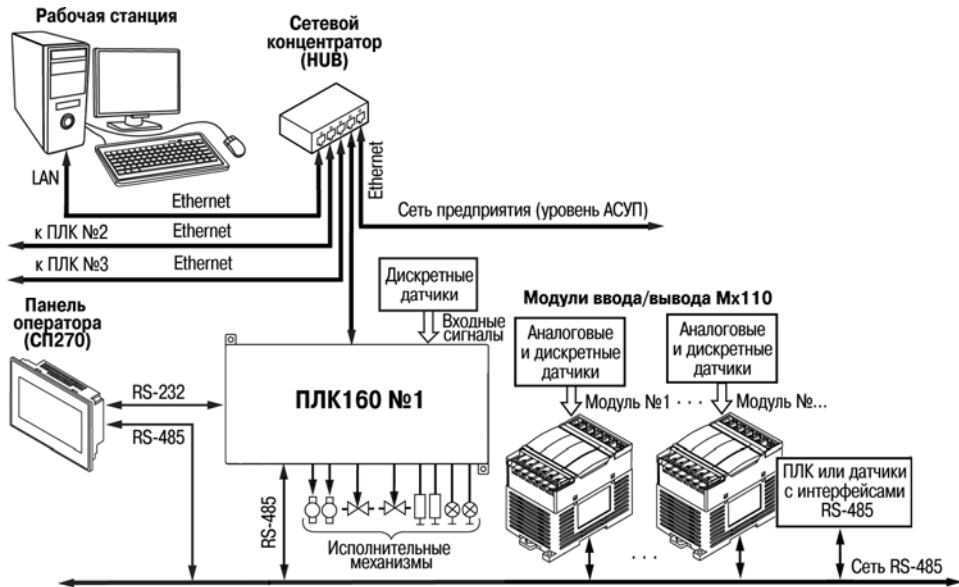 Рабочая станция
Сетевой
концентратор
(HUB)
LAN
Ethernet
Ethernet
Сеть предприятия (уровень АСУП)
к ПЛК №2
Ethernet
к ПЛК №3
Ethernet
Дискретные
датчики
Входные
сигналы
Модули ввода/вывода Мх110
Аналоговые
и дискретные
датчики
Аналоговые
и дискретные
датчики
Модуль №1 · · ·
Модуль №...
Панель
оператора
(СП270)
RS-232
RS-485
ПЛК160 №1
RS-485
Исполнительные
механизмы
ПЛК или датчики
с интерфейсами
RS-485
. . .
Сеть RS-485